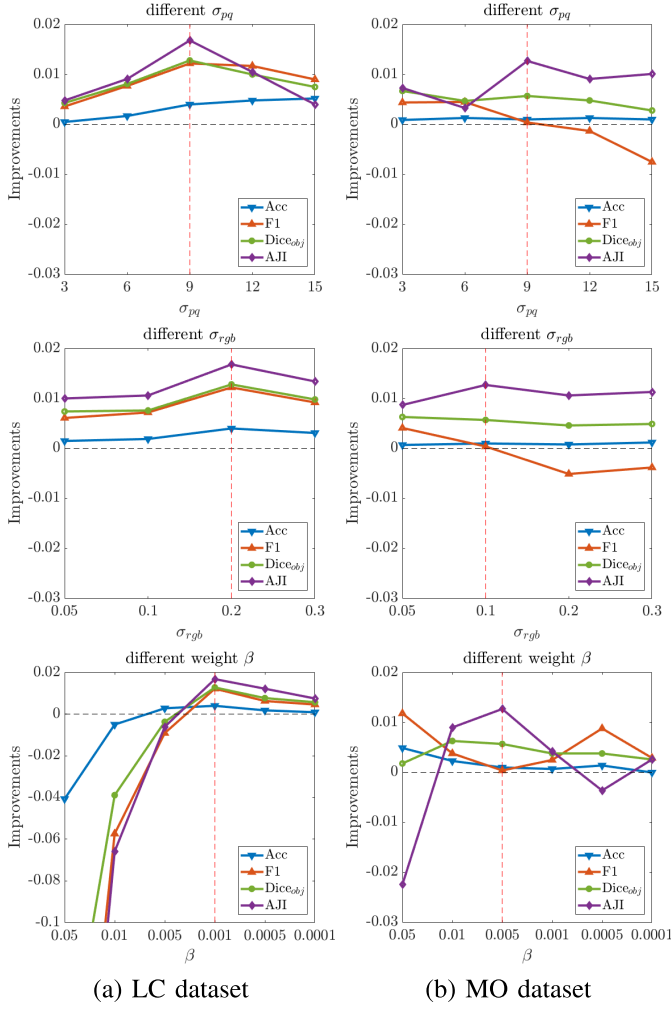 different σ_pq
0.02
0.01
0
-0.01
-0.02
-0.03
Improvements
3 6 9 12 15
σ_pq
Acc
F1
Dice_obj
AJI
different σ_pq
0.02
0.01
0
-0.01
-0.02
-0.03
Improvements
3 6 9 12 15
σ_pq
Acc
F1
Dice_obj
AJI
different σ_rgb
0.02
0.01
0
-0.01
-0.02
-0.03
Improvements
0.05 0.1 0.2 0.3
σ_rgb
Acc
F1
Dice_obj
AJI
different σ_rgb
0.02
0.01
0
-0.01
-0.02
-0.03
Improvements
0.05 0.1 0.2 0.3
σ_rgb
Acc
F1
Dice_obj
AJI
different weight β
0.02
0
-0.02
-0.04
-0.06
-0.08
-0.1
Improvements
0.05 0.01 0.005 0.001 0.0005 0.0001
β
Acc
F1
Dice_obj
AJI
different weight β
0.02
0.01
0
-0.01
-0.02
-0.03
Improvements
0.05 0.01 0.005 0.001 0.0005 0.0001
β
Acc
F1
Dice_obj
AJI
(a) LC dataset
(b) MO dataset